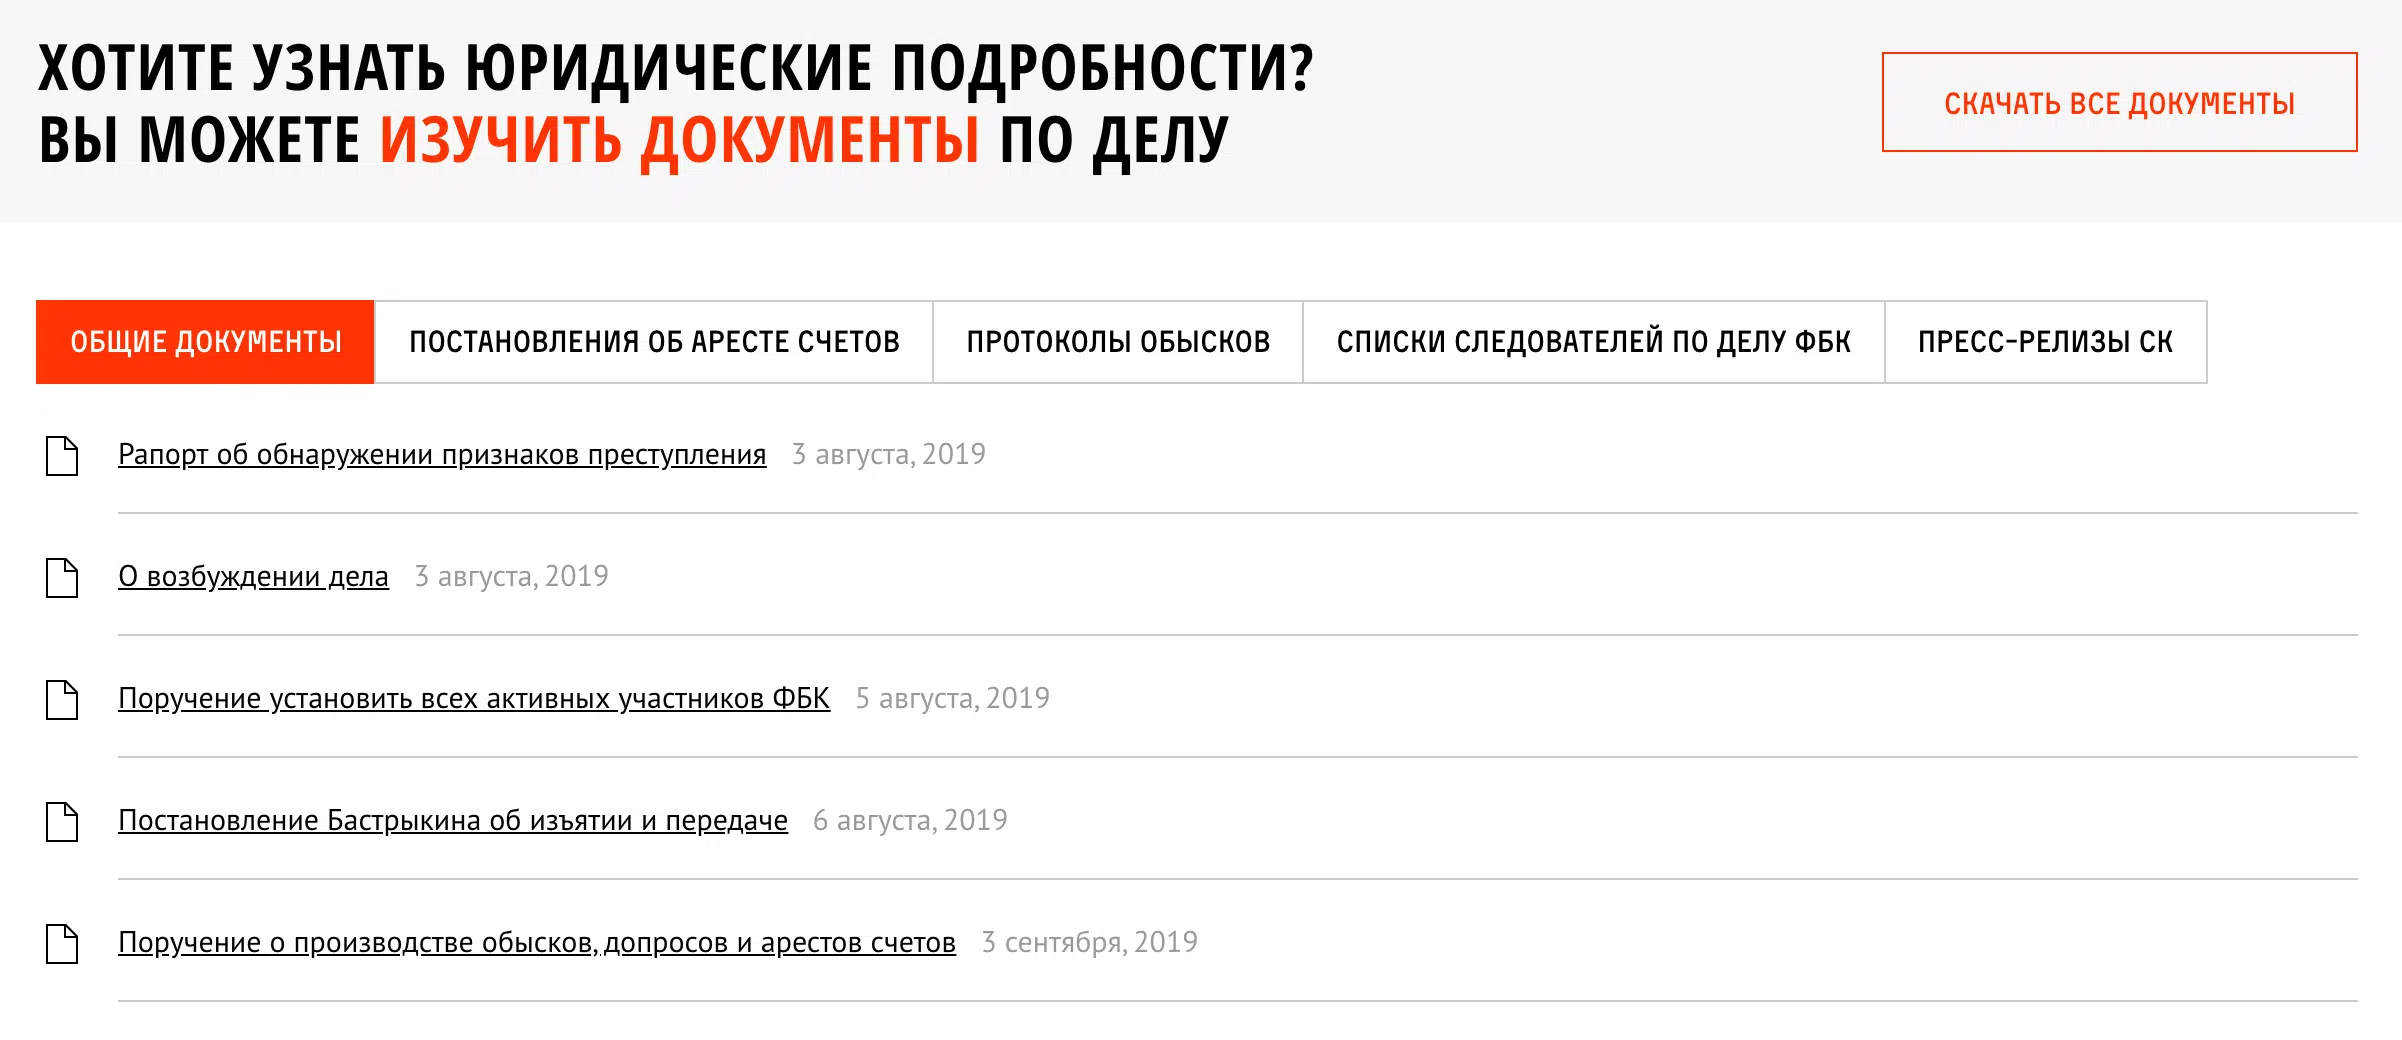 ХОТИТЕ УЗНАТЬ ЮРИДИЧЕСКИЕ ПОДРОБНОСТИ?
ВЫ МОЖЕТЕ ИЗУЧИТЬ ДОКУМЕНТЫ ПО ДЕЛУ
СКАЧАТЬ ВСЕ ДОКУМЕНТЫ
ОБЩИЕ ДОКУМЕНТЫ
ПОСТАНОВЛЕНИЯ ОБ АРЕСТЕ СЧЕТОВ
ПРОТОКОЛЫ ОБЫСКОВ
СПИСКИ СЛЕДОВАТЕЛЕЙ ПО ДЕЛУ ФБК
ПРЕСС-РЕЛИЗЫ СК
Рапорт об обнаружении признаков преступления 3 августа, 2019
О возбуждении дела 3 августа, 2019
Поручение установить всех активных участников ФБК 5 августа, 2019
Постановление Бастрыкина об изъятии и передаче 6 августа, 2019
Поручение о производстве обысков, допросов и арестов счетов 3 сентября, 2019